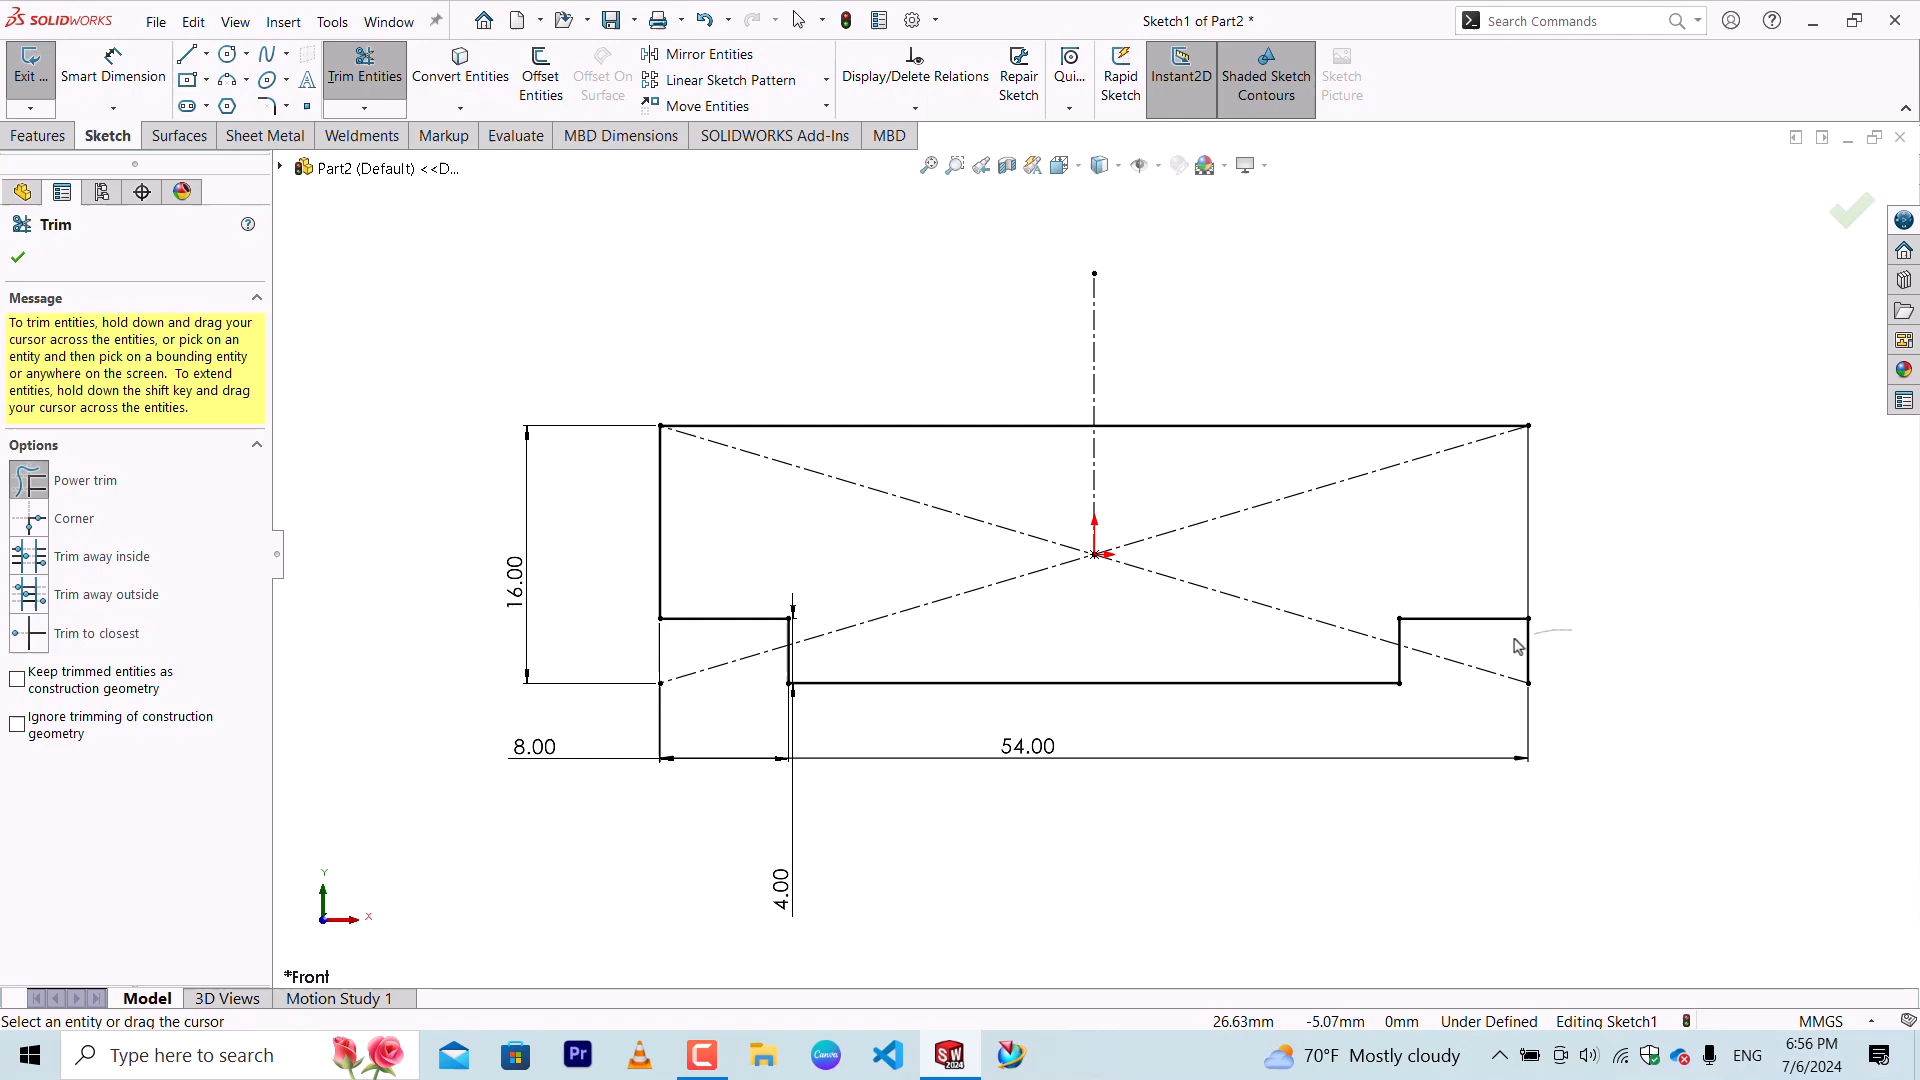 SOLIDWORKS File Edit View Insert Tools Window Sketch1 of Part2 * Search Commands
Exit ... Smart Dimension Trim Entities Convert Entities Offset Entities Offset On Surface Mirror Entities Linear Sketch Pattern Move Entities Display/Delete Relations Repair Sketch Qui... Rapid Sketch Instant2D Shaded Sketch Contours Sketch Picture
Features Sketch Surfaces Sheet Metal Weldments Markup Evaluate MBD Dimensions SOLIDWORKS Add-Ins MBD
Part2 (Default) <<D...
Trim
Message
To trim entities, hold down and drag your
cursor across the entities, or pick on an
entity and then pick on a bounding entity
or anywhere on the screen. To extend
entities, hold down the shift key and drag
your cursor across the entities.
Options
Power trim
Corner
Trim away inside
Trim away outside
Trim to closest
Keep trimmed entities as
construction geometry
Ignore trimming of construction
geometry
16.00
8.00
54.00
4.00
Y
X
*Front
Model 3D Views Motion Study 1
Select an entity or drag the cursor 26.63mm -5.07mm 0mm Under Defined Editing Sketch1 MMGS
Type here to search Pr Canva SW 2024 70°F Mostly cloudy ENG 6:56 PM
7/6/2024